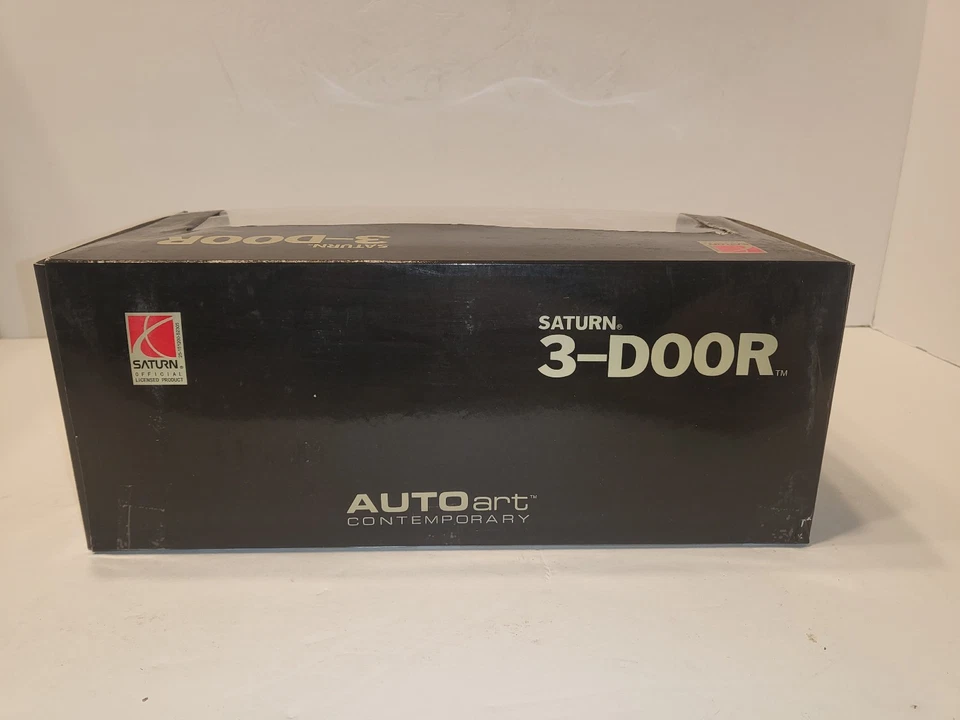 SATURN
3-DOOR
SATURN®
OFFICIAL
LICENSED PRODUCT
SATURN®
3-DOOR™
AUTOart™
CONTEMPORARY